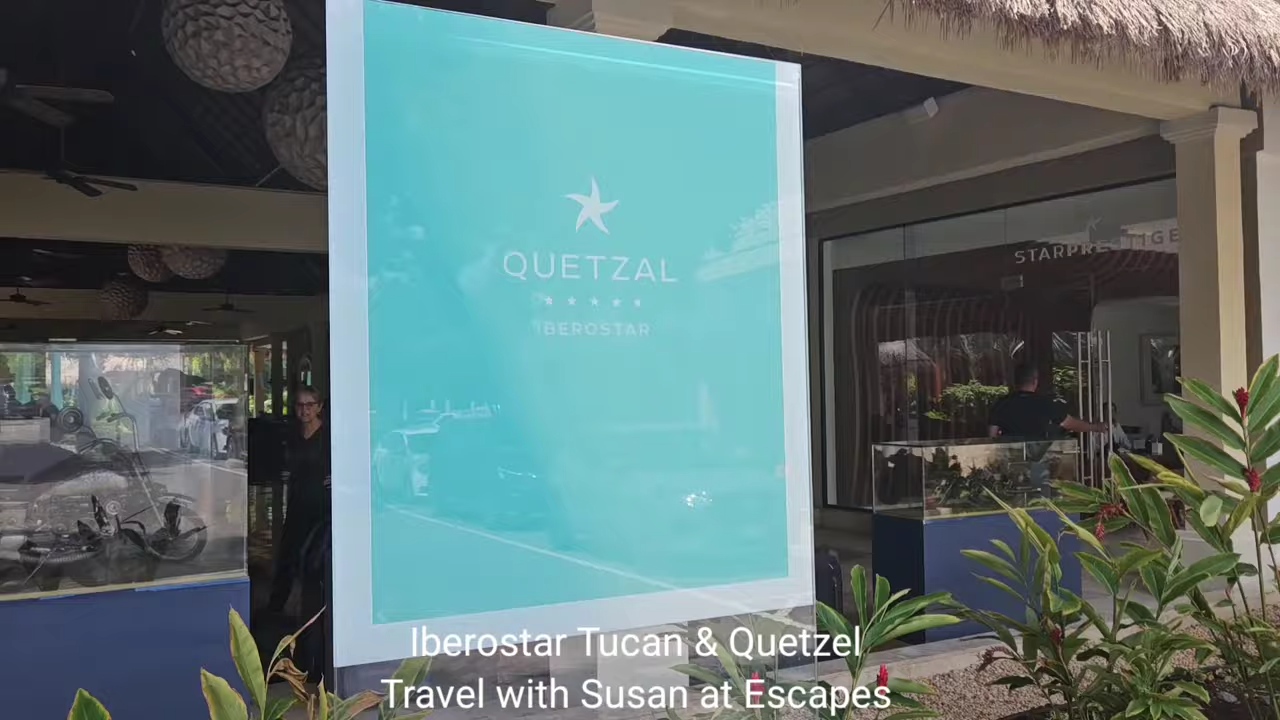 QUETZAL
IBEROSTAR
STARPRESTIGE
Iberostar Tucan & Quetzel
Travel with Susan at Escapes